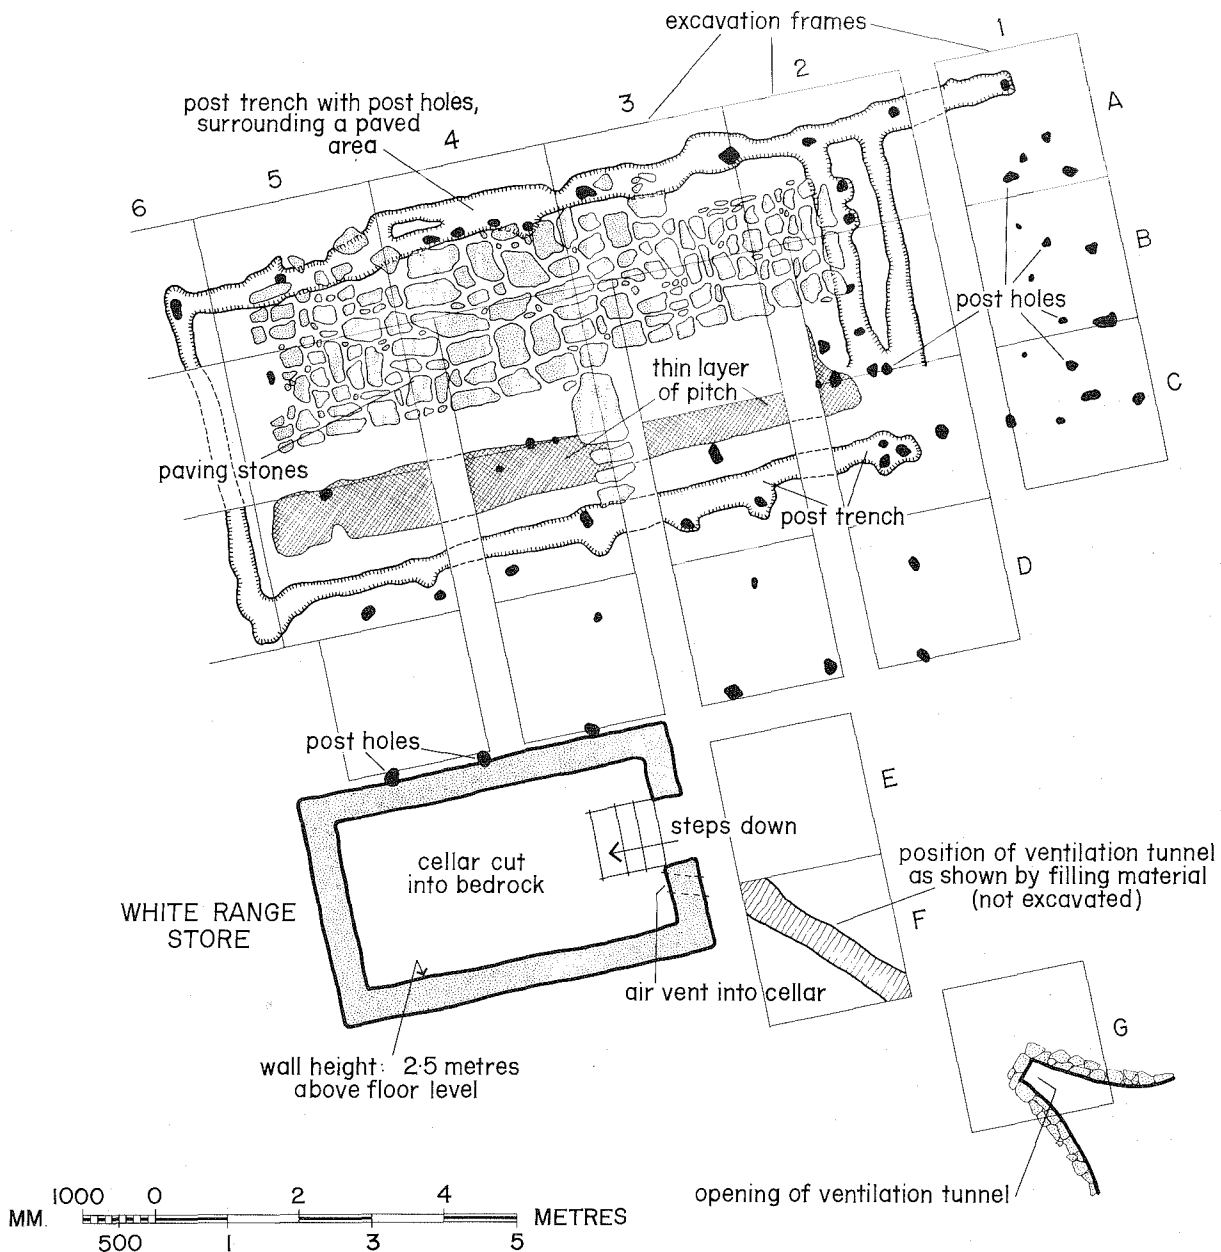 excavation frames
1
2
3
4
5
6
post trench with post holes,
surrounding a paved
area
A
B
post holes
thin layer
of pitch
C
paving stones
post trench
D
post holes
E
steps down
cellar cut
into bedrock
position of ventilation tunnel
as shown by filling material
(not excavated)
WHITE RANGE
STORE
F
air vent into cellar
G
wall height: 2·5 metres
above floor level
opening of ventilation tunnel
1000 0 2 4
MM. METRES
500 1 3 5